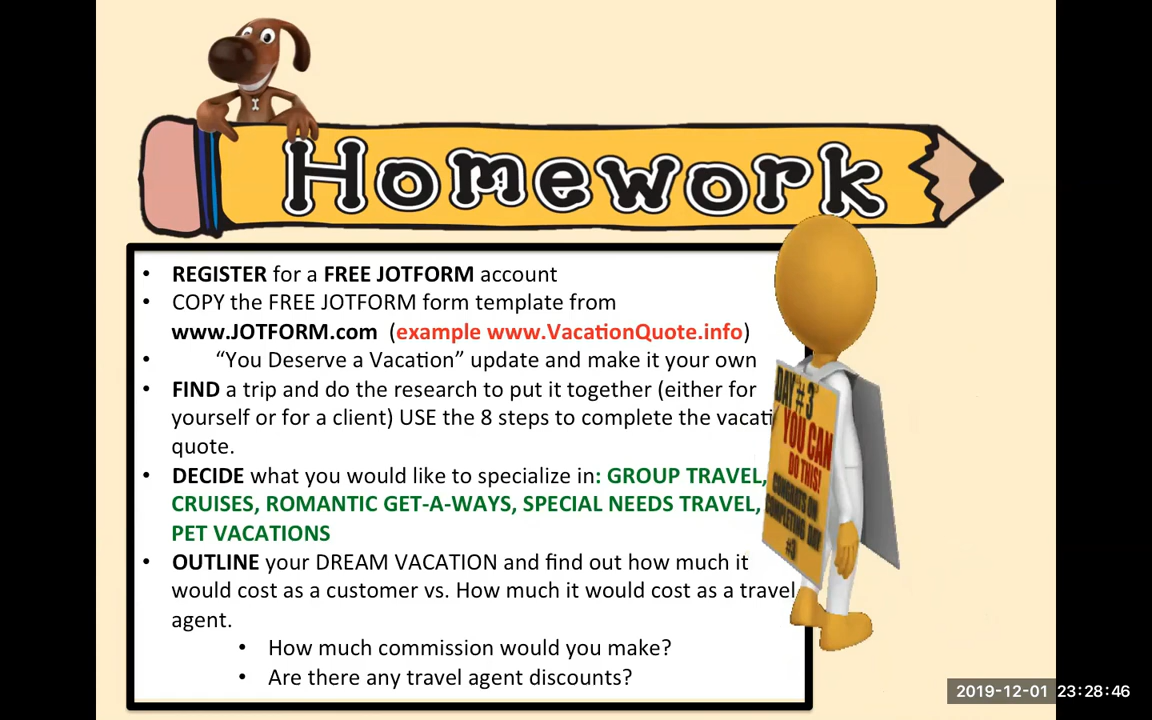 Homework
• REGISTER for a FREE JOTFORM account
• COPY the FREE JOTFORM form template from
www.JOTFORM.com (example www.VacationQuote.info)
• “You Deserve a Vacation” update and make it your own
• FIND a trip and do the research to put it together (either for
yourself or for a client) USE the 8 steps to complete the vacati
quote.
• DECIDE what you would like to specialize in: GROUP TRAVEL,
CRUISES, ROMANTIC GET-A-WAYS, SPECIAL NEEDS TRAVEL,
PET VACATIONS
• OUTLINE your DREAM VACATION and find out how much it
would cost as a customer vs. How much it would cost as a travel
agent.
• How much commission would you make?
• Are there any travel agent discounts?
DAY # 3
YOU CAN
DO THIS!
CONGRATS ON
COMPLETING DAY
#3
2019-12-01 23:28:46